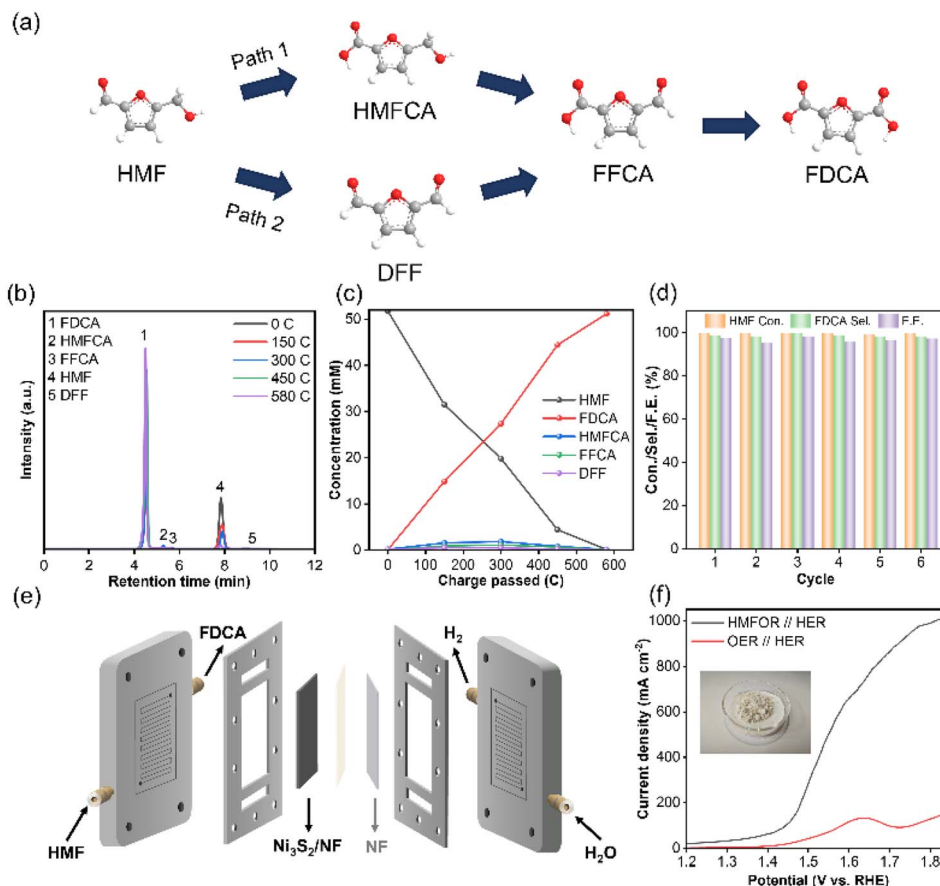 (a)
Path 1
HMFCA
HMF
FFCA
FDCA
Path 2
DFF
(b)
1 FDCA
2 HMFCA
3 FFCA
4 HMF
5 DFF
1
0 C
150 C
300 C
450 C
580 C
4
2
3
5
Intensity (a.u.)
0 2 4 6 8 10 12
Retention time (min)
(c)
50
40
30
20
10
0
Concentration (mM)
HMF
FDCA
HMFCA
FFCA
DFF
0 100 200 300 400 500 600
Charge passed (C)
(d)
HMF Con. FDCA Sel. F.F.
100
80
60
40
20
0
Con./Sel./F.E. (%)
1 2 3 4 5 6
Cycle
(e)
FDCA
H2
HMF
Ni3S2/NF
NF
H2O
(f)
HMFOR // HER
OER // HER
1000
800
600
400
200
0
Current density (mA cm-2)
1.2 1.3 1.4 1.5 1.6 1.7 1.8
Potential (V vs. RHE)